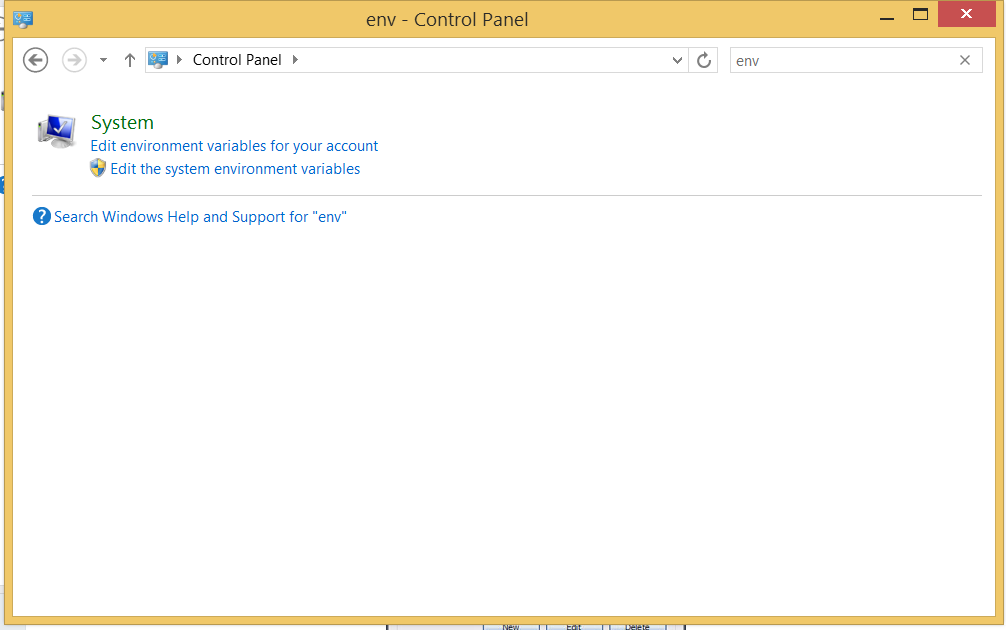 env - Control Panel
Control Panel
env
System
Edit environment variables for your account
Edit the system environment variables
Search Windows Help and Support for "env"
New Edit Delete